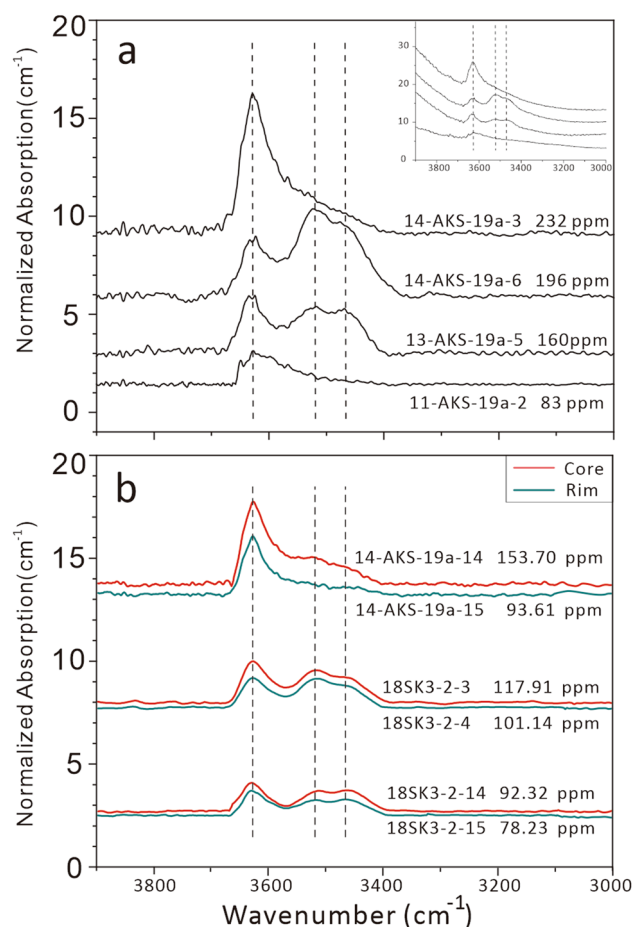 a
Normalized Absorption(cm-1)
20
15
10
5
0
30
20
10
0
3800
3600
3400
3200
3000
14-AKS-19a-3 232 ppm
14-AKS-19a-6 196 ppm
13-AKS-19a-5 160ppm
11-AKS-19a-2 83 ppm
b
Normalized Absorption(cm-1)
20
15
10
5
0
Core
Rim
14-AKS-19a-14 153.70 ppm
14-AKS-19a-15 93.61 ppm
18SK3-2-3 117.91 ppm
18SK3-2-4 101.14 ppm
18SK3-2-14 92.32 ppm
18SK3-2-15 78.23 ppm
3800
3600
3400
3200
3000
Wavenumber (cm-1)